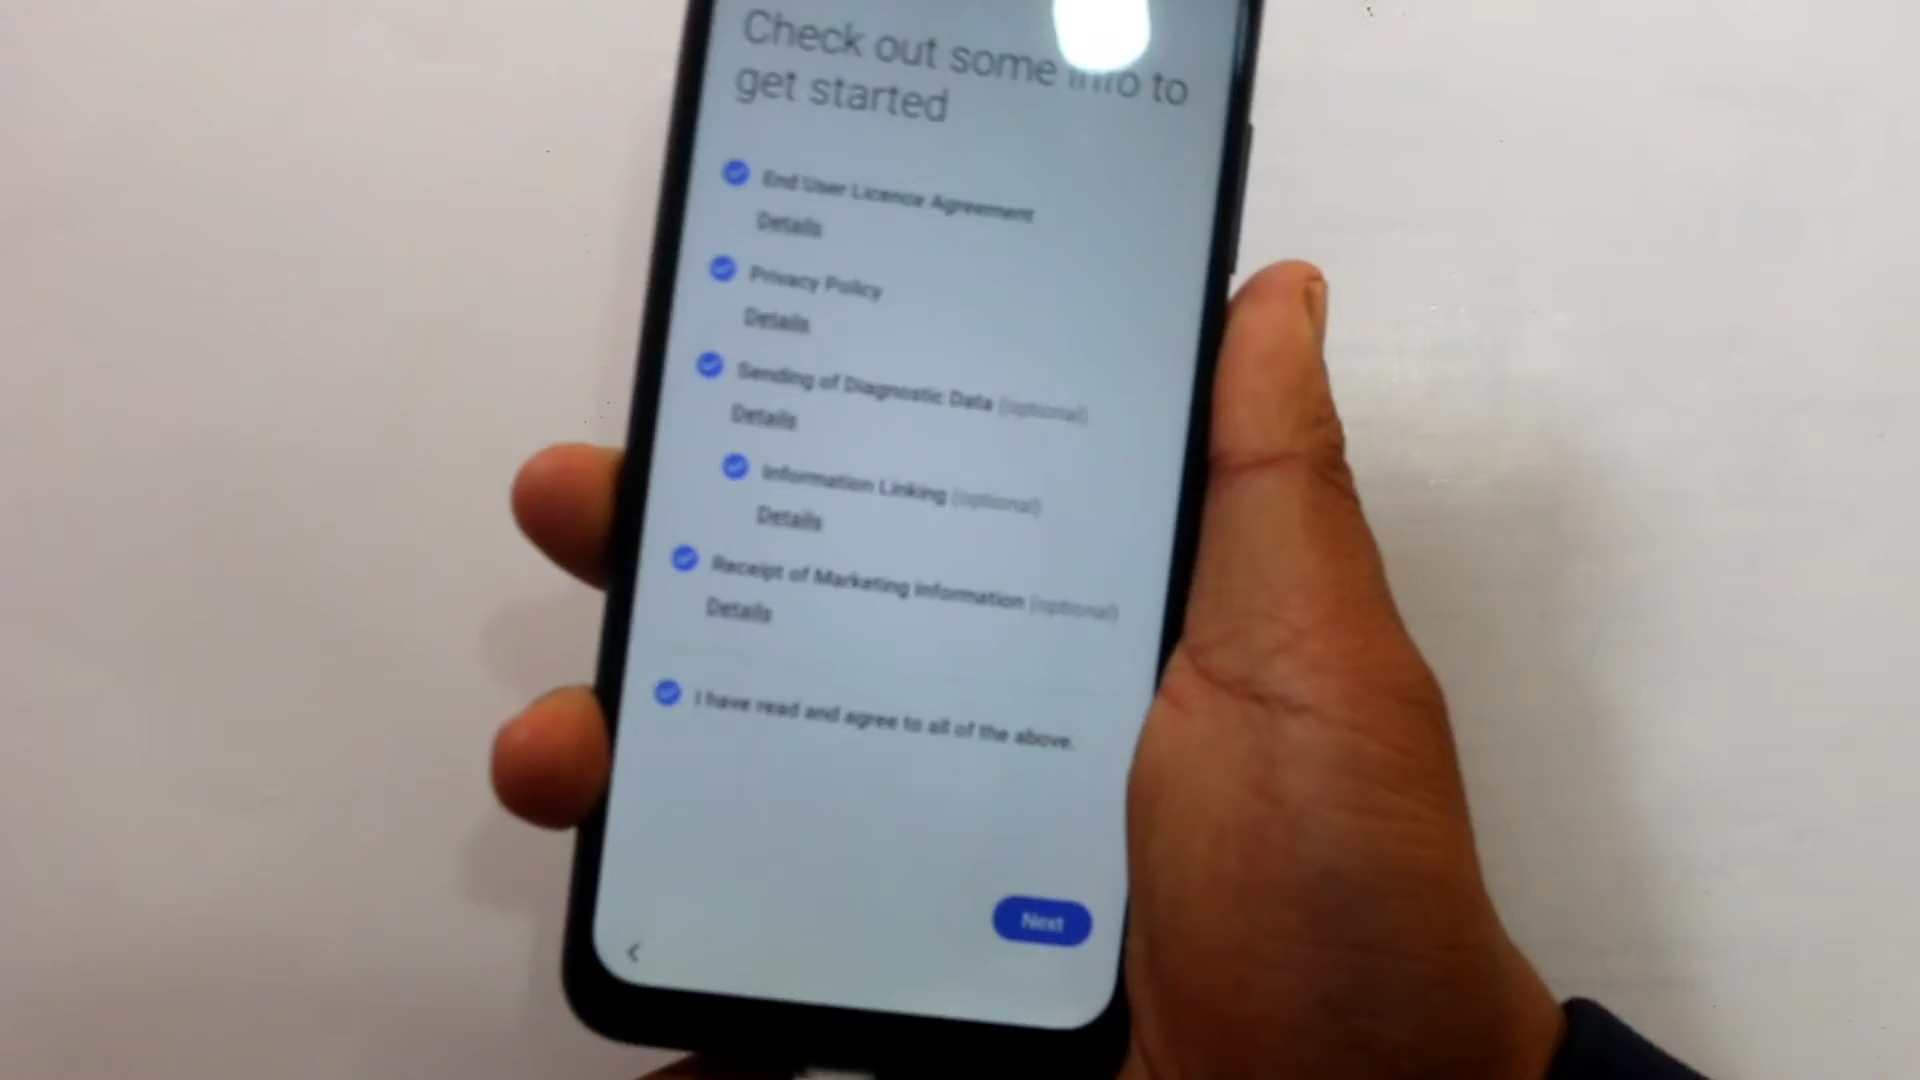 Check out some info to
get started
End User Licence Agreement
Details
Privacy Policy
Details
Sending of Diagnostic Data (optional)
Details
Information Linking (optional)
Details
Receipt of Marketing Information (optional)
Details
I have read and agree to all of the above.
Next